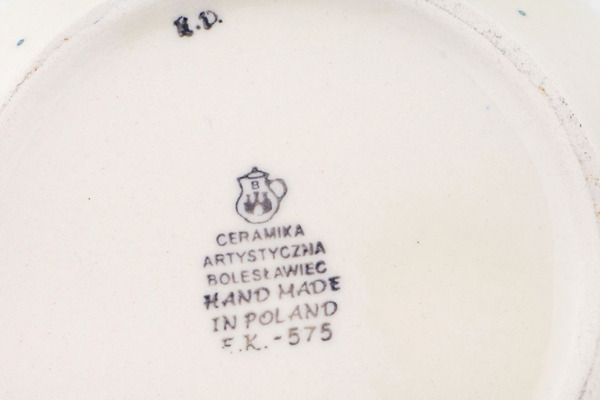 R.D.
B
CERAMIKA
ARTYSTYCZNA
BOLESŁAWIEC
HAND MADE
IN POLAND
F.K.-575